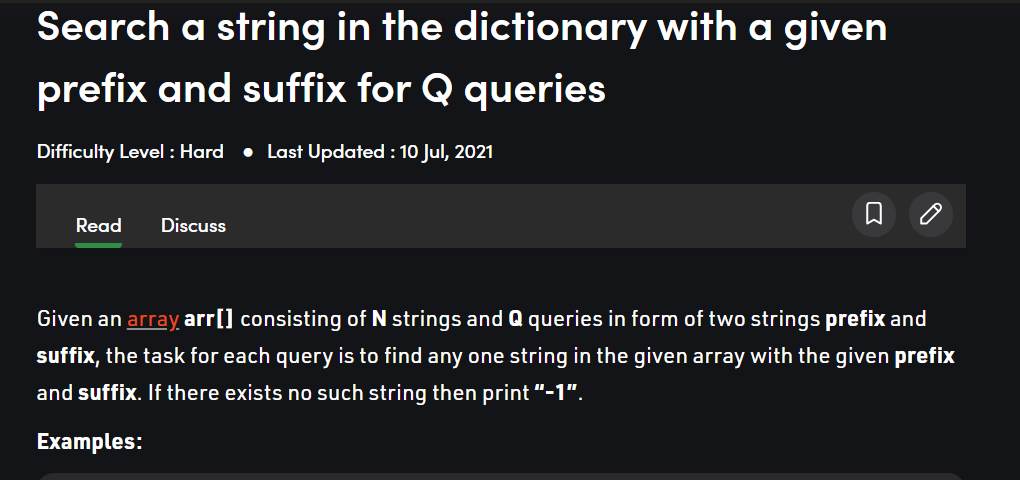 Search a string in the dictionary with a given
prefix and suffix for Q queries
Difficulty Level : Hard ● Last Updated : 10 Jul, 2021
Read Discuss
Given an array arr[] consisting of N strings and Q queries in form of two strings prefix and
suffix, the task for each query is to find any one string in the given array with the given prefix
and suffix. If there exists no such string then print “-1”.
Examples: